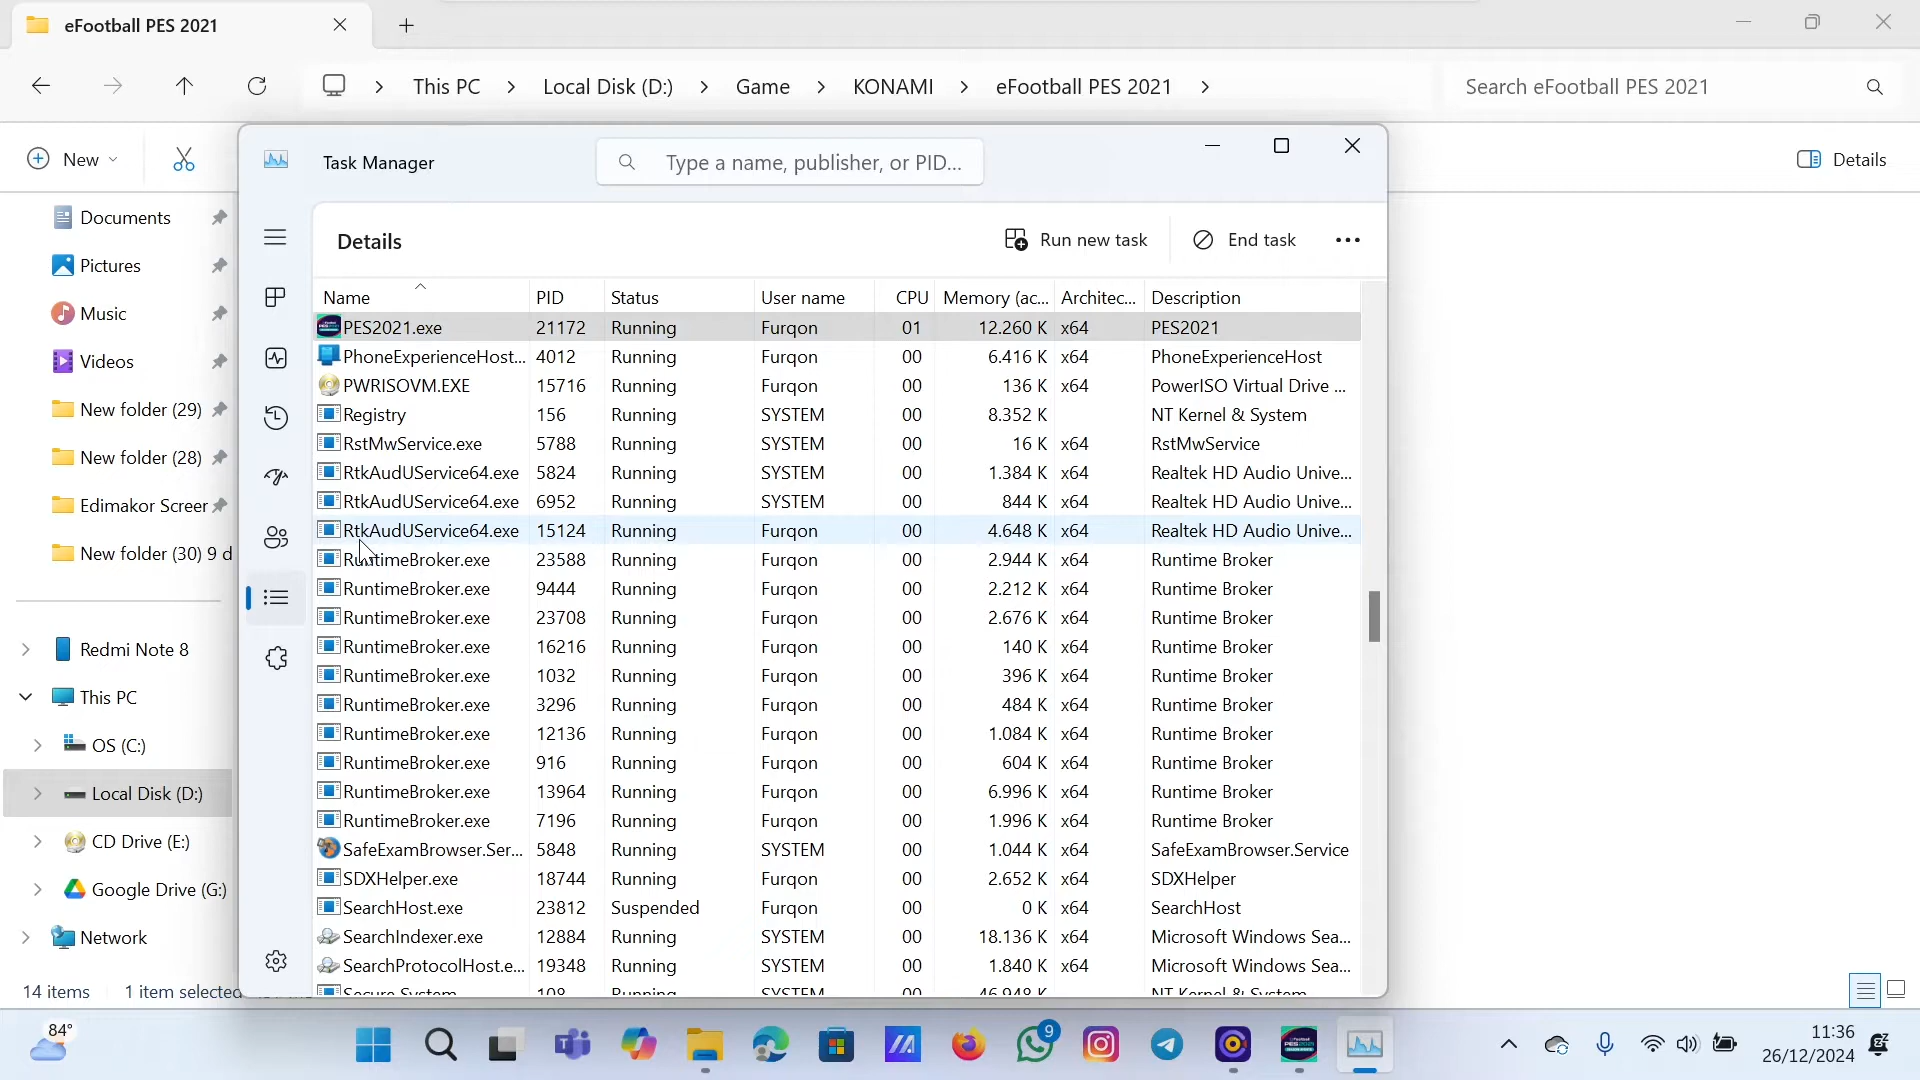 eFootball PES 2021
This PC > Local Disk (D:) > Game > KONAMI > eFootball PES 2021 >
Search eFootball PES 2021
New
Details
Documents
Pictures
Music
Videos
New folder (29)
New folder (28)
Edimakor Screer
New folder (30) 9 d
Redmi Note 8
This PC
OS (C:)
Local Disk (D:)
CD Drive (E:)
Google Drive (G:)
Network
14 items 1 item selected
Task Manager
Type a name, publisher, or PID...
Details
Run new task
End task
Name PID Status User name CPU Memory (ac... Architec... Description
PES2021.exe 21172 Running Furqon 01 12.260 K x64 PES2021
PhoneExperienceHost... 4012 Running Furqon 00 6.416 K x64 PhoneExperienceHost
PWRISOVM.EXE 15716 Running Furqon 00 136 K x64 PowerISO Virtual Drive ...
Registry 156 Running SYSTEM 00 8.352 K NT Kernel & System
RstMwService.exe 5788 Running SYSTEM 00 16 K x64 RstMwService
RtkAudUService64.exe 5824 Running SYSTEM 00 1.384 K x64 Realtek HD Audio Unive...
RtkAudUService64.exe 6952 Running SYSTEM 00 844 K x64 Realtek HD Audio Unive...
RtkAudUService64.exe 15124 Running Furqon 00 4.648 K x64 Realtek HD Audio Unive...
RuntimeBroker.exe 23588 Running Furqon 00 2.944 K x64 Runtime Broker
RuntimeBroker.exe 9444 Running Furqon 00 2.212 K x64 Runtime Broker
RuntimeBroker.exe 23708 Running Furqon 00 2.676 K x64 Runtime Broker
RuntimeBroker.exe 16216 Running Furqon 00 140 K x64 Runtime Broker
RuntimeBroker.exe 1032 Running Furqon 00 396 K x64 Runtime Broker
RuntimeBroker.exe 3296 Running Furqon 00 484 K x64 Runtime Broker
RuntimeBroker.exe 12136 Running Furqon 00 1.084 K x64 Runtime Broker
RuntimeBroker.exe 916 Running Furqon 00 604 K x64 Runtime Broker
RuntimeBroker.exe 13964 Running Furqon 00 6.996 K x64 Runtime Broker
RuntimeBroker.exe 7196 Running Furqon 00 1.996 K x64 Runtime Broker
SafeExamBrowser.Ser... 5848 Running SYSTEM 00 1.044 K x64 SafeExamBrowser.Service
SDXHelper.exe 18744 Running Furqon 00 2.652 K x64 SDXHelper
SearchHost.exe 23812 Suspended Furqon 00 0 K x64 SearchHost
SearchIndexer.exe 12884 Running SYSTEM 00 18.136 K x64 Microsoft Windows Sea...
SearchProtocolHost.e... 19348 Running SYSTEM 00 1.840 K x64 Microsoft Windows Sea...
Secure System 108 Running SYSTEM 00 46.948 K NT Kernel & System
84°
9
11:36
26/12/2024